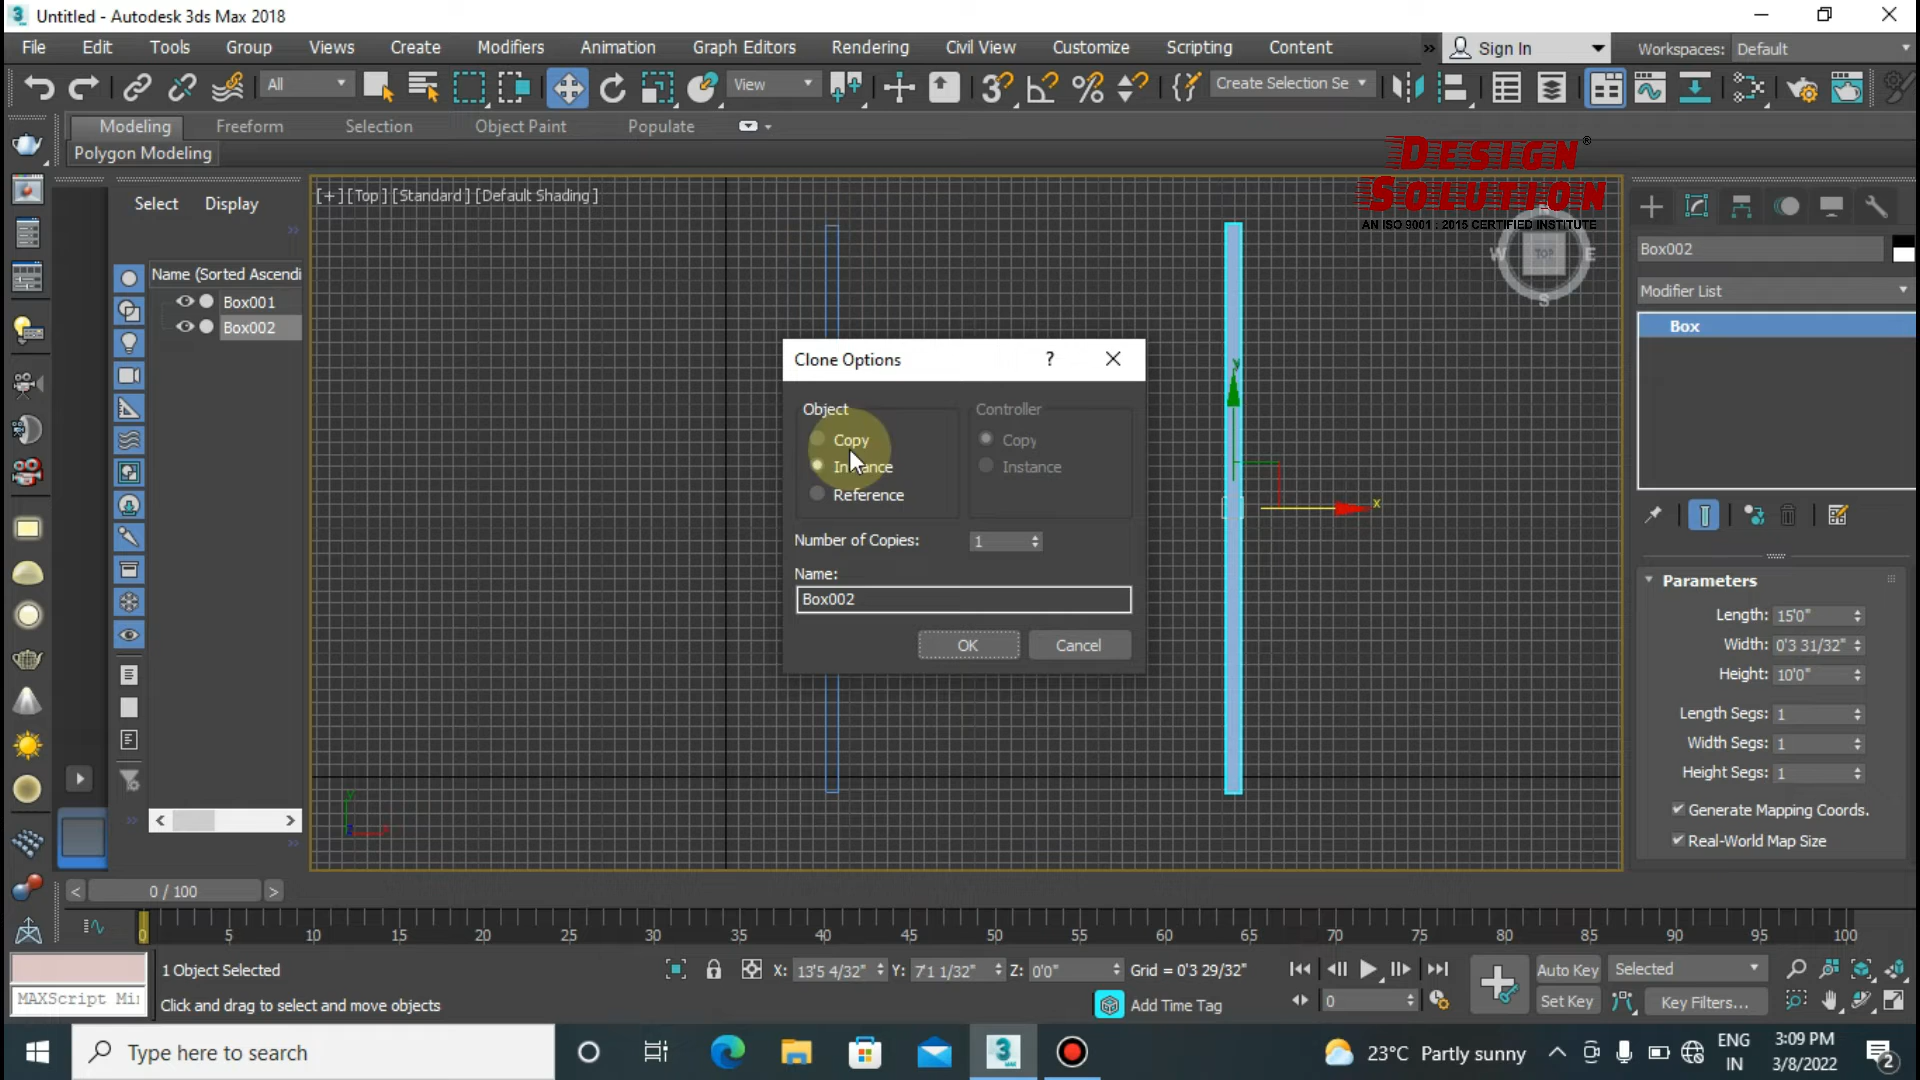 3 Untitled - Autodesk 3ds Max 2018
File Edit Tools Group Views Create Modifiers Animation Graph Editors Rendering Civil View Customize Scripting Content » Sign In Workspaces: Default
All View 3 Create Selection Se
Modeling Freeform Selection Object Paint Populate
Polygon Modeling
DESIGN ®
SOLUTION
AN ISO 9001 : 2015 CERTIFIED INSTITUTE
Select Display
[+] [Top ] [Standard ] [Default Shading ]
W TOP E
S
Name (Sorted Ascendi
Box001
Box002
Box002
Modifier List
Box
Clone Options ?
Object Controller
Copy Copy
Instance Instance
Reference
Number of Copies: 1
Name:
Box002
OK Cancel
y
x
Parameters
Length: 15'0"
Width: 0'3 31/32"
Height: 10'0"
Length Segs: 1
Width Segs: 1
Height Segs: 1
Generate Mapping Coords.
Real-World Map Size
< >
< 0 / 100 >
0 5 10 15 20 25 30 35 40 45 50 55 60 65 70 75 80 85 90 95 100
1 Object Selected X: 13'5 4/32" Y: 7'1 1/32" Z: 0'0" Grid = 0'3 29/32" Auto Key Selected
MAXScript Mi Click and drag to select and move objects Add Time Tag 0 Set Key Key Filters...
Type here to search 3 23°C Partly sunny ENG 3:09 PM
IN 3/8/2022 2